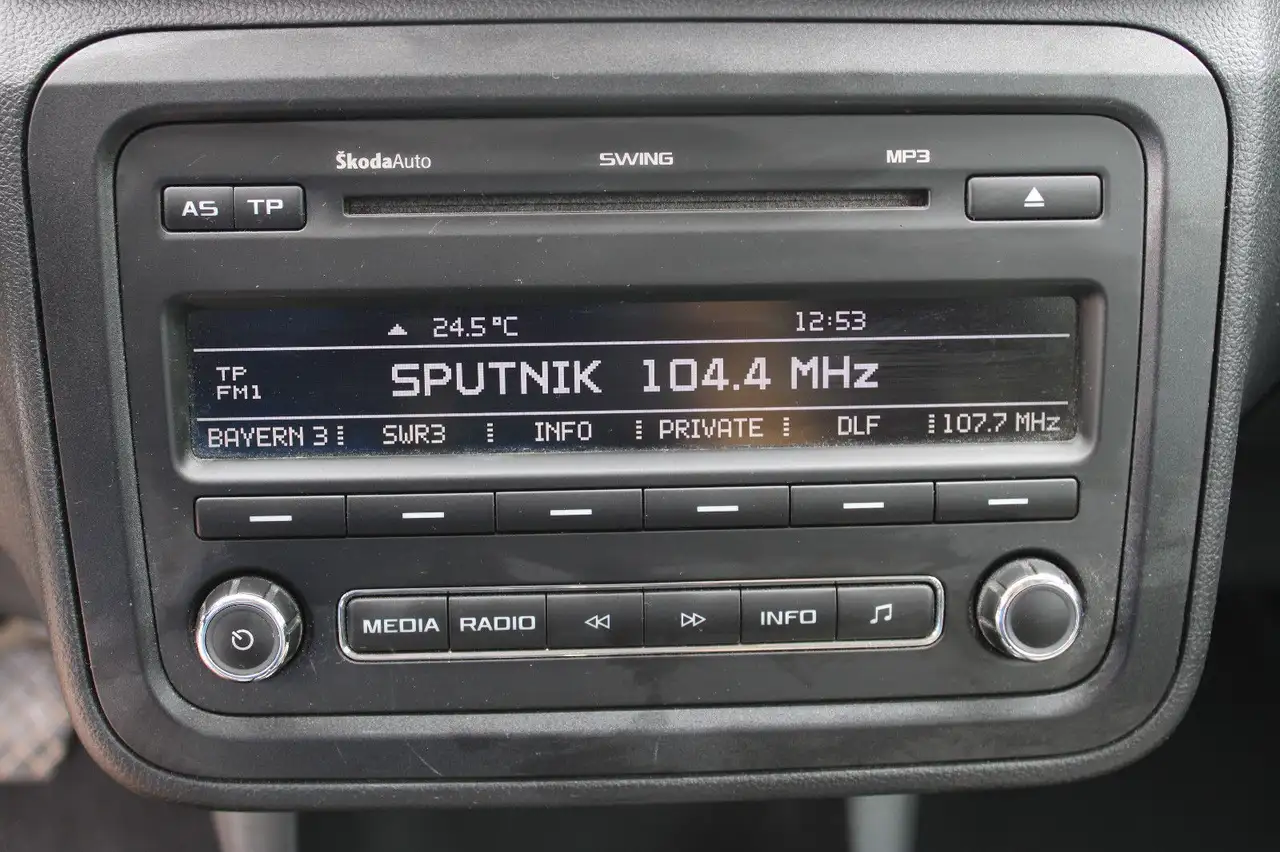 ŠkodaAuto SWING MP3
AS TP
24.5°C 12:53
TP
FM1
SPUTNIK 104.4 MHz
BAYERN 3 SWR3 INFO PRIVATE DLF 107.7 MHz
MEDIA RADIO INFO